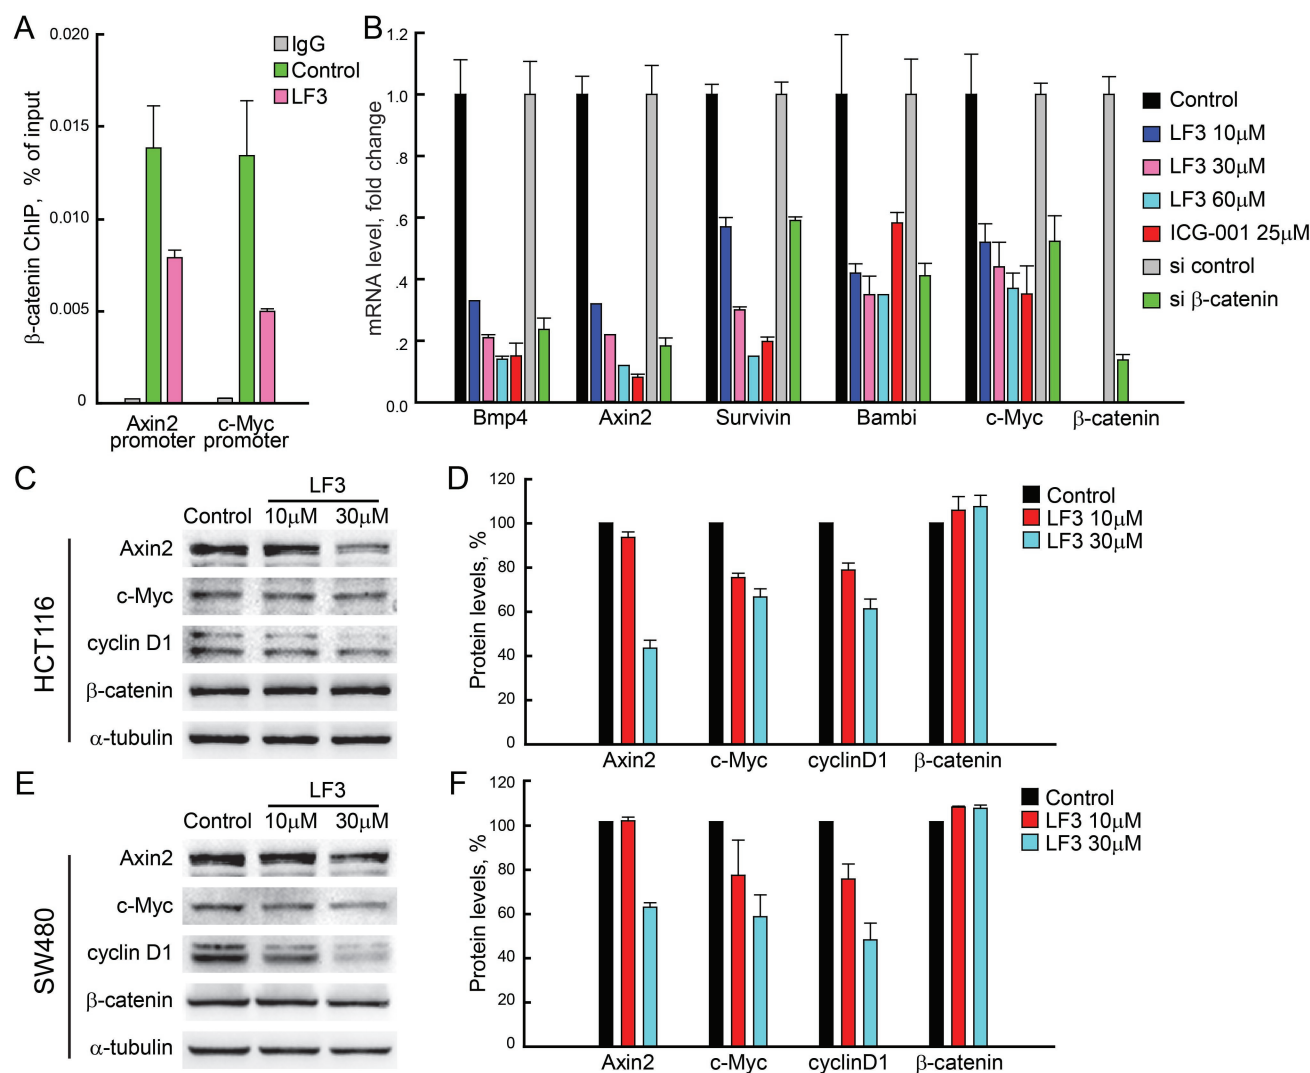 A
0.020
0.015
0.010
0.005
0
β-catenin ChIP, % of input
IgG
Control
LF3
Axin2
promoter
c-Myc
promoter
B
1.2
1.0
.8
.6
.4
.2
0.0
mRNA level, fold change
Control
LF3 10μM
LF3 30μM
LF3 60μM
ICG-001 25μM
si control
si β-catenin
Bmp4
Axin2
Survivin
Bambi
c-Myc
β-catenin
C
LF3
Control 10μM 30μM
HCT116
Axin2
c-Myc
cyclin D1
β-catenin
α-tubulin
D
120
100
80
60
40
20
0
Protein levels, %
Control
LF3 10μM
LF3 30μM
Axin2
c-Myc
cyclinD1
β-catenin
E
LF3
Control 10μM 30μM
SW480
Axin2
c-Myc
cyclin D1
β-catenin
α-tubulin
F
120
100
80
60
40
20
0
Protein levels, %
Control
LF3 10μM
LF3 30μM
Axin2
c-Myc
cyclinD1
β-catenin